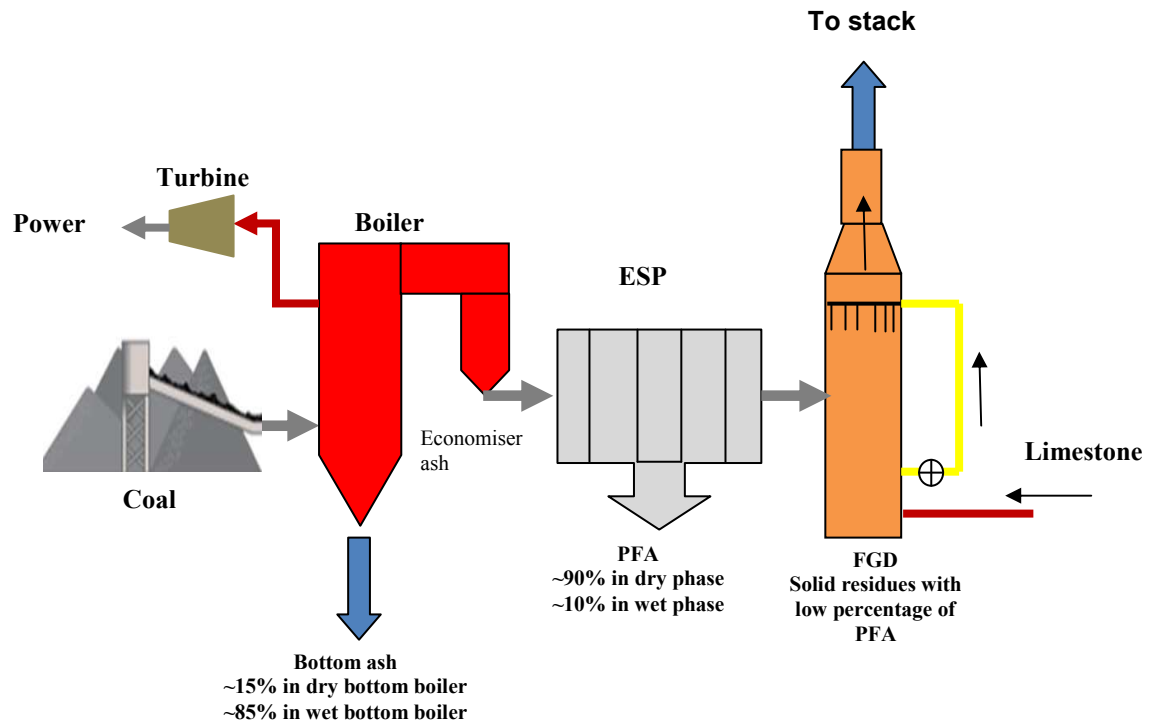 To stack
Turbine
Power
Boiler
ESP
Economiser
ash
Coal
Limestone
PFA
~90% in dry phase
~10% in wet phase
FGD
Solid residues with
low percentage of
PFA
Bottom ash
~15% in dry bottom boiler
~85% in wet bottom boiler